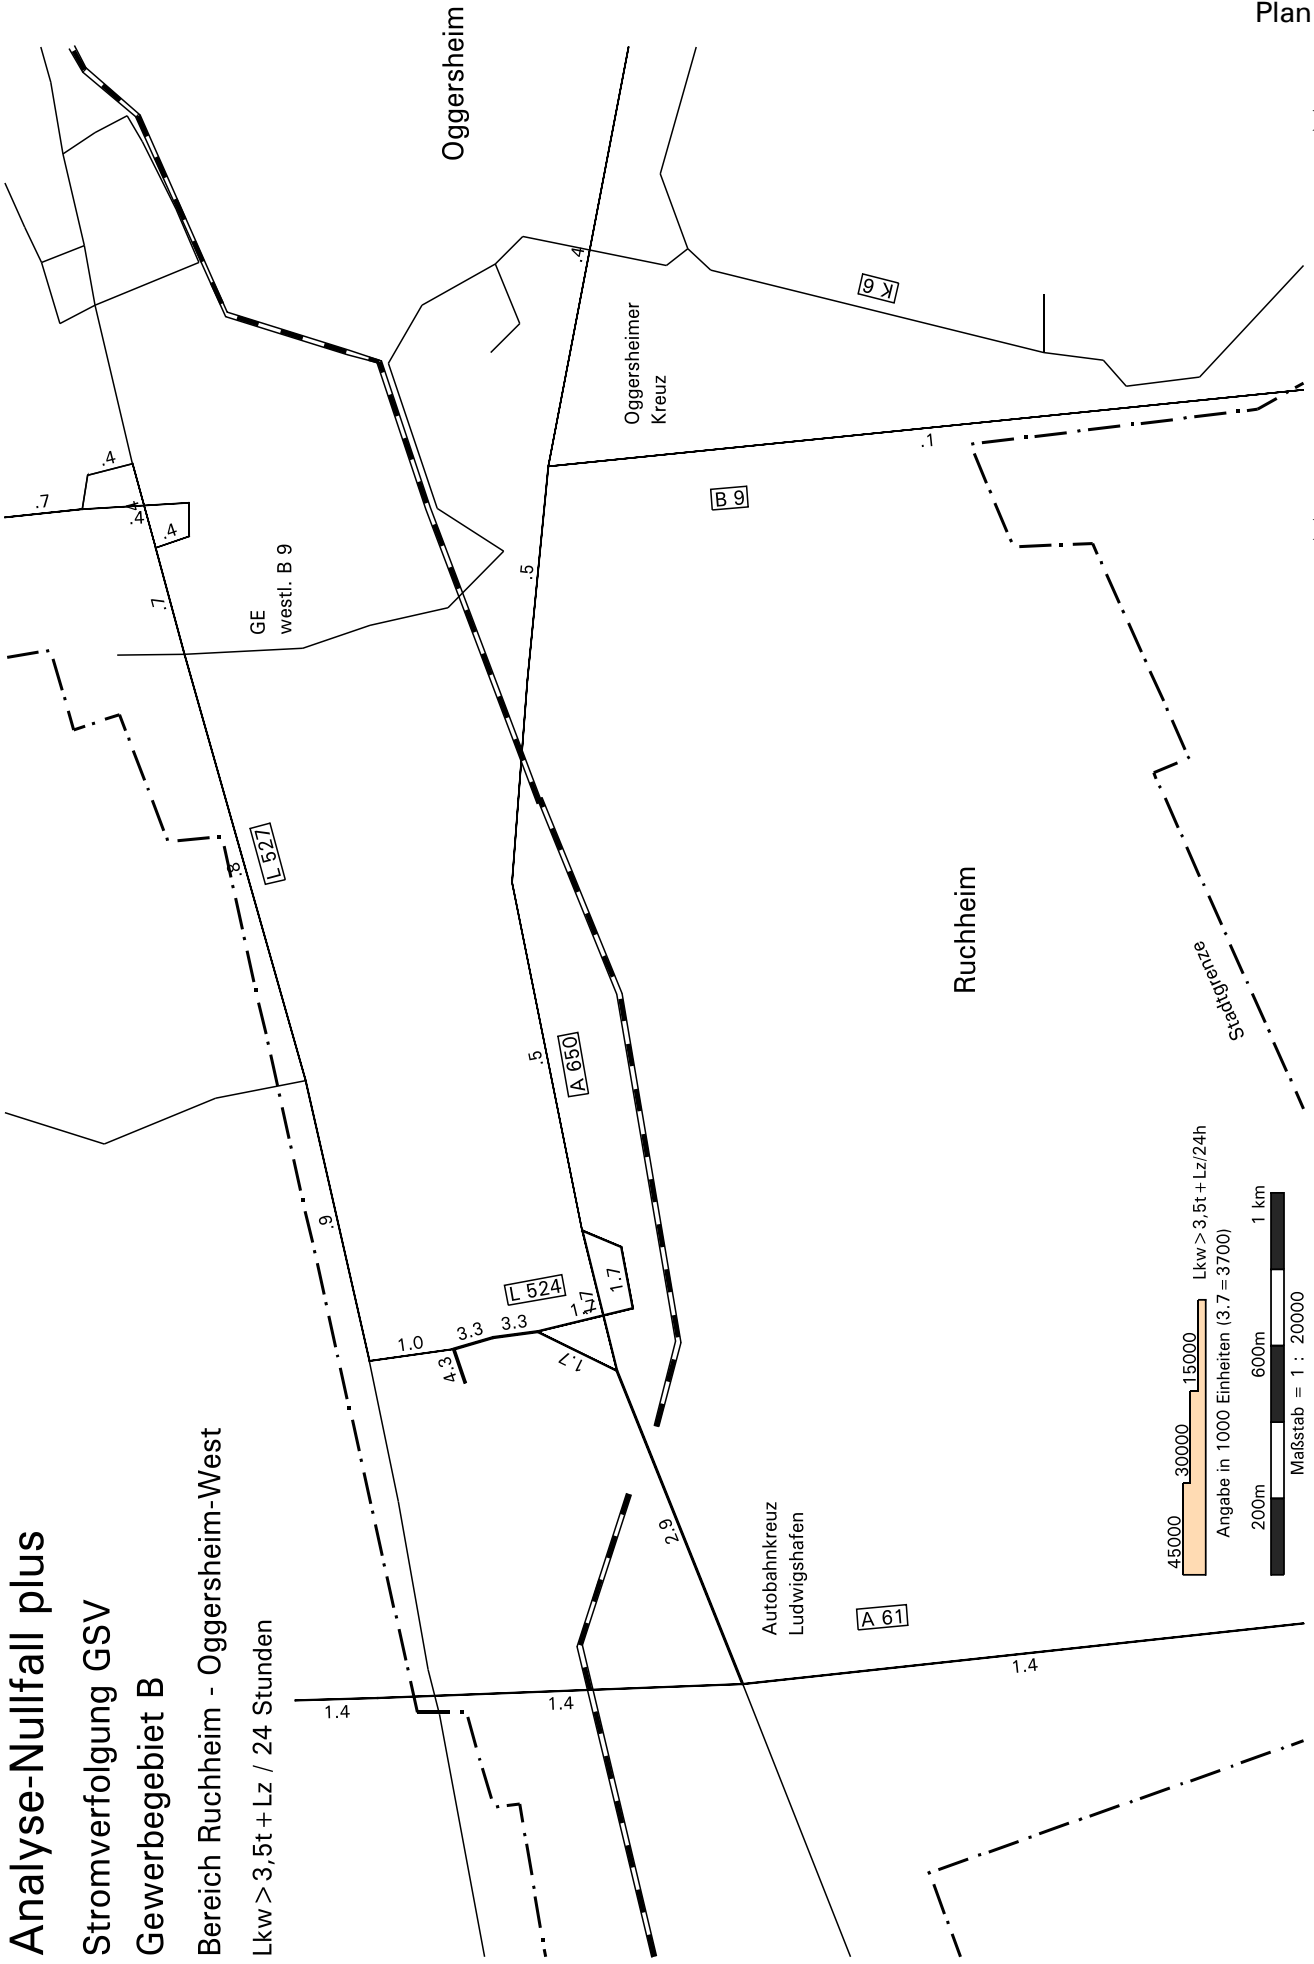 Plan
Analyse-Nullfall plus
Stromverfolgung GSV
Gewerbegebiet B
Bereich Ruchheim - Oggersheim-West
Lkw > 3,5t + Lz / 24 Stunden
Oggersheim
.4
K 6
Oggersheimer
Kreuz
.1
B 9
.4
.7
.4
.4
.4
.7
GE
westl. B 9
.5
.8
L 527
Ruchheim
Stadtgrenze
.5
A 650
.9
L 524
1.7
1.7
1.7
3.3
3.3
1.0
4.3
1.7
2.9
Autobahnkreuz
Ludwigshafen
A 61
1.4
1.4
1.4
Lkw > 3,5t + Lz/24h
45000
30000
15000
Angabe in 1000 Einheiten (3.7 = 3700)
200m
600m
1 km
Maßstab = 1 : 20000